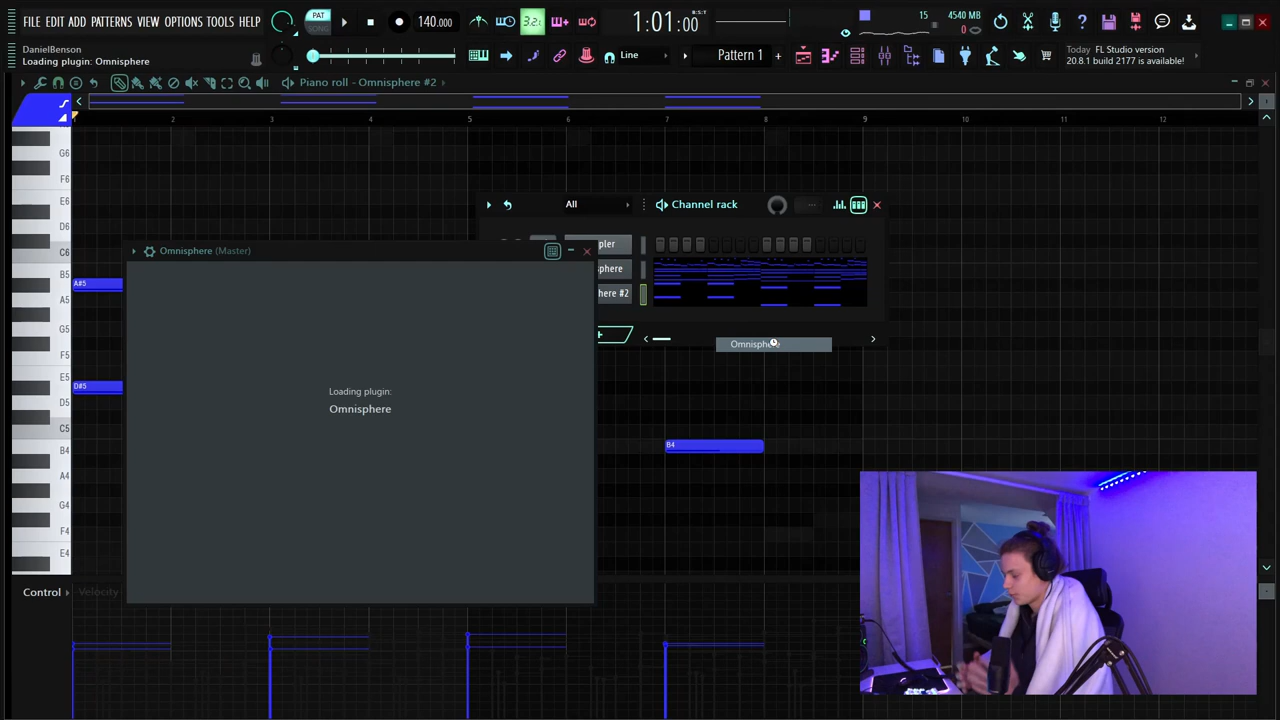 FILE EDIT ADD PATTERNS VIEW OPTIONS TOOLS HELP
PAT
SONG
140.000
3.2
1:01:00
B:S:T
15
4540 MB
0
DanielBenson
Loading plugin: Omnisphere
Line
Pattern 1
Today FL Studio version
20.8.1 build 2177 is available!
Piano roll - Omnisphere #2
2 3 4 5 6 7 8 9 10 11 12
G6
F6
E6
D6
C6
B5
A5
G5
F5
E5
D5
C5
B4
A4
G4
F4
E4
A#5
D#5
B4
All
Channel rack
pler
sphere
here #2
+
Omnisphere
Omnisphere (Master)
Loading plugin:
Omnisphere
Control
Velocity